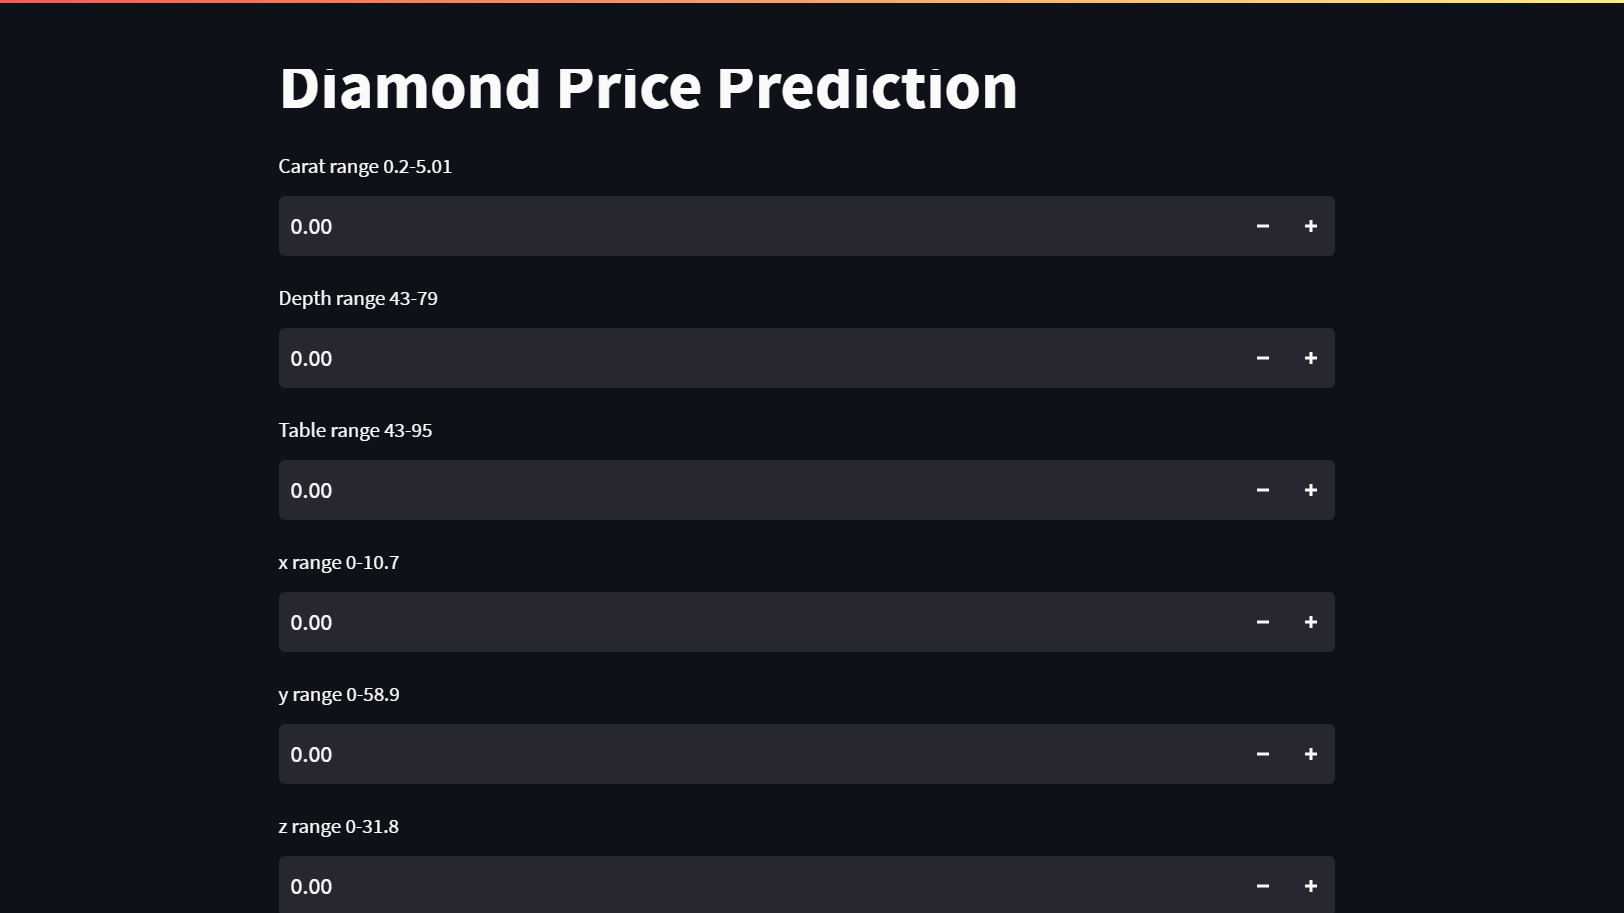 Diamond Price Prediction
Carat range 0.2-5.01
0.00
Depth range 43-79
0.00
Table range 43-95
0.00
x range 0-10.7
0.00
y range 0-58.9
0.00
z range 0-31.8
0.00